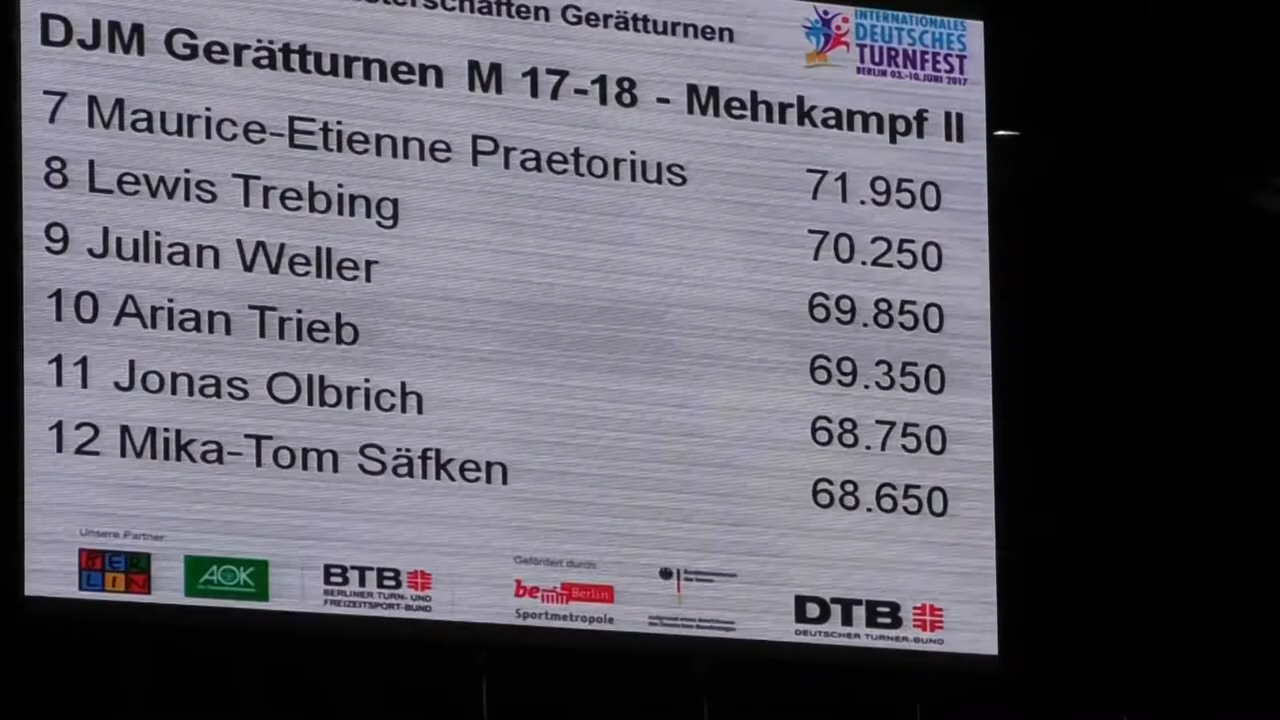 Gerätturnen
DJM Gerätturnen M 17-18 - Mehrkampf II
7 Maurice-Etienne Praetorius 71.950
8 Lewis Trebing 70.250
9 Julian Weller 69.850
10 Arian Trieb 69.350
11 Jonas Olbrich 68.750
12 Mika-Tom Säfken 68.650
INTERNATIONALES
DEUTSCHES
TURNFEST
BERLIN 03.-10. JUNI 2017
Unsere Partner:
BERLIN
AOK
BTB
BERLINER TURN- UND
FREIZEITSPORT-BUND
Gefördert durch:
be Berlin
Sportmetropole
DTB
DEUTSCHER TURNER-BUND